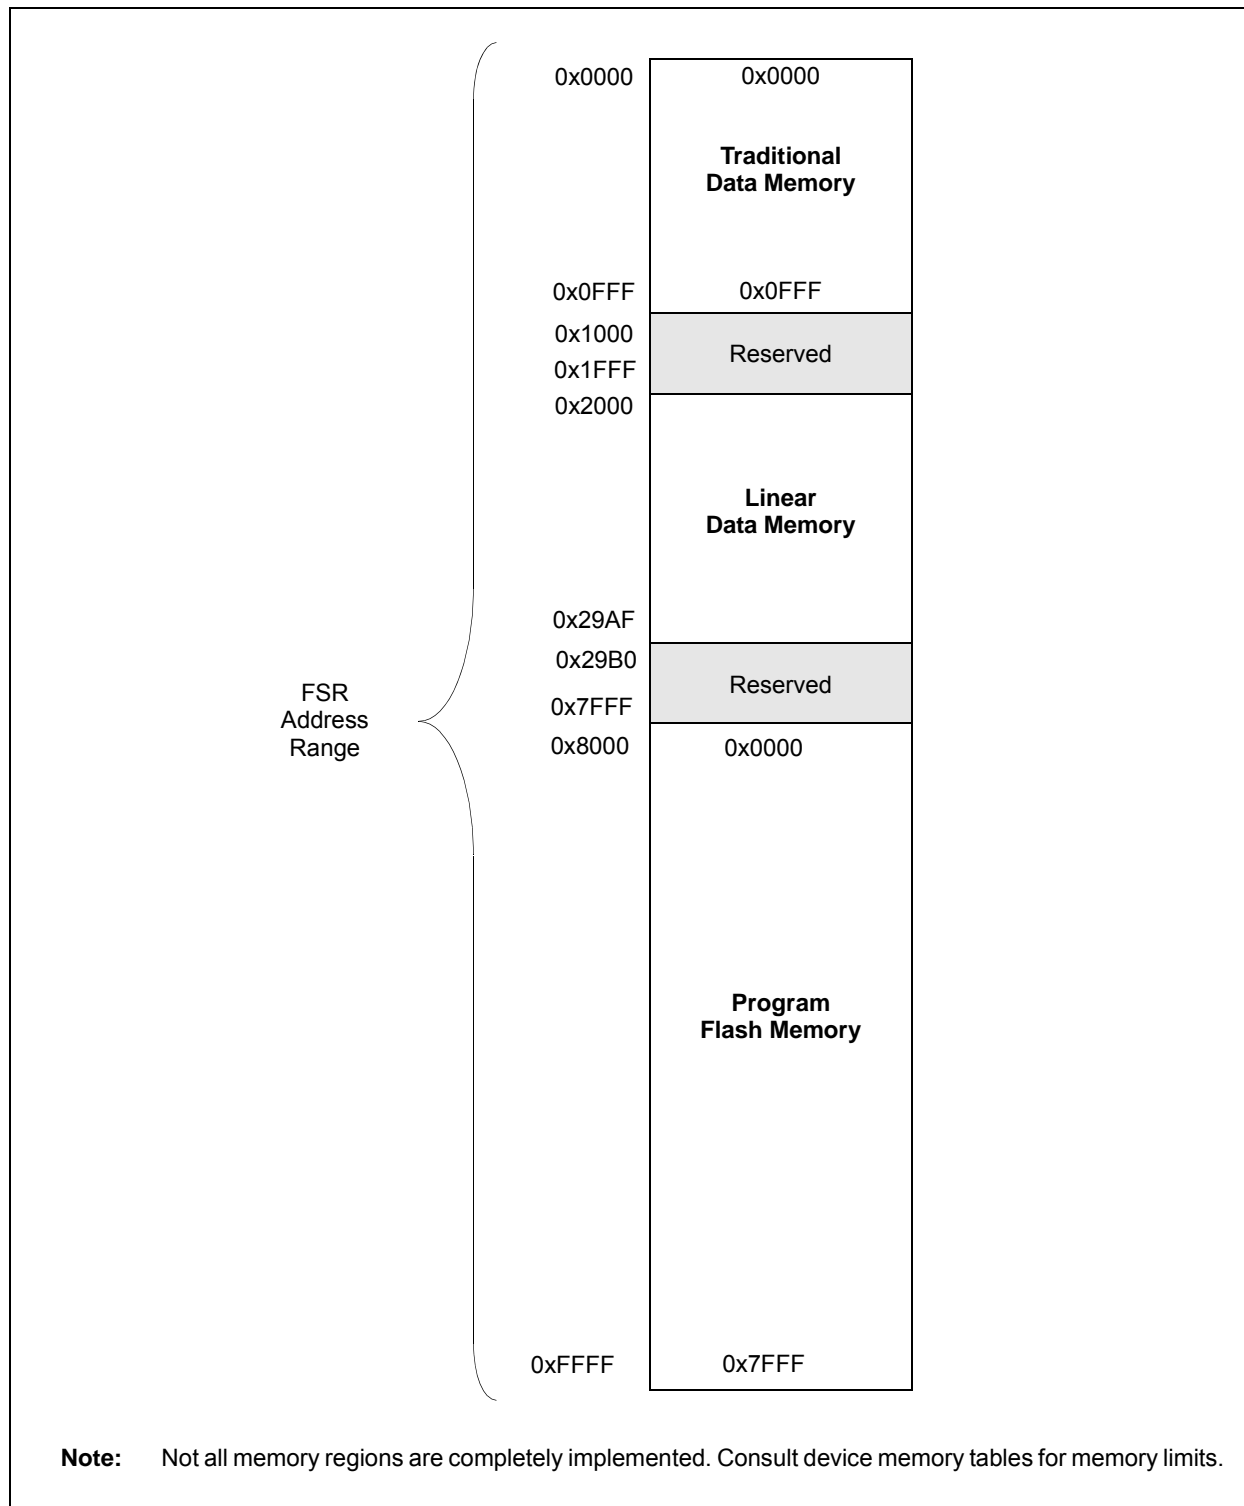 0x0000 0x0000
Traditional
Data Memory
0x0FFF 0x0FFF
0x1000
Reserved
0x1FFF
0x2000
Linear
Data Memory
0x29AF
0x29B0
Reserved
0x7FFF
FSR
Address
Range
0x8000 0x0000
Program
Flash Memory
0xFFFF 0x7FFF
Note: Not all memory regions are completely implemented. Consult device memory tables for memory limits.